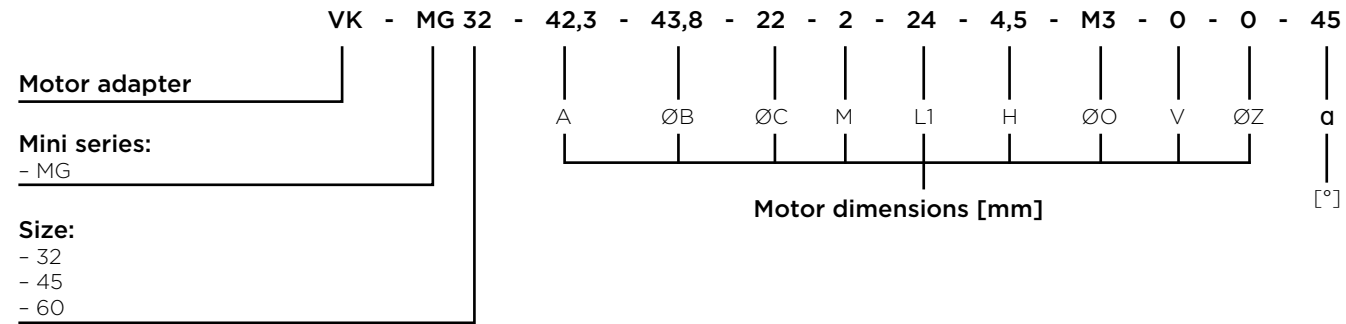 VK - MG 32 - 42,3 - 43,8 - 22 - 2 - 24 - 4,5 - M3 - 0 - 0 - 45
Motor adapter
A ØB ØC M L1 H ØO V ØZ α
Mini series:
– MG
Motor dimensions [mm]
[°]
Size:
– 32
– 45
– 60